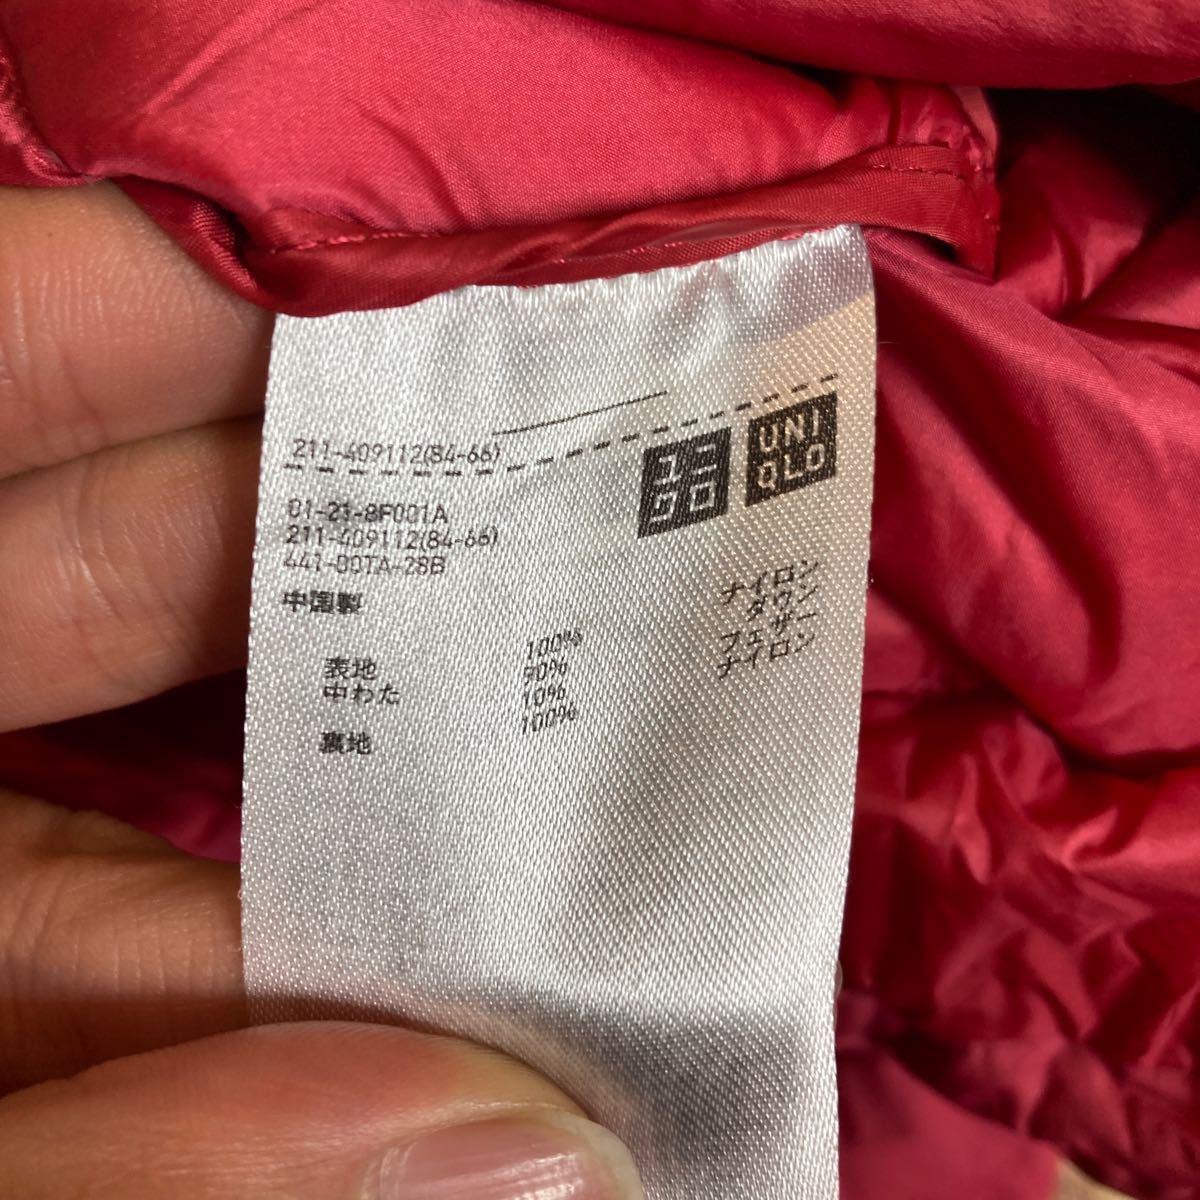 211-409112(84-66)
ユニクロ
UNIQLO
01-21-8F001A
211-409112(84-66)
441-00TA-28B
中国製
表地 100% ナイロン
中わた 90% ダウン
10% フェザー
裏地 100% ナイロン